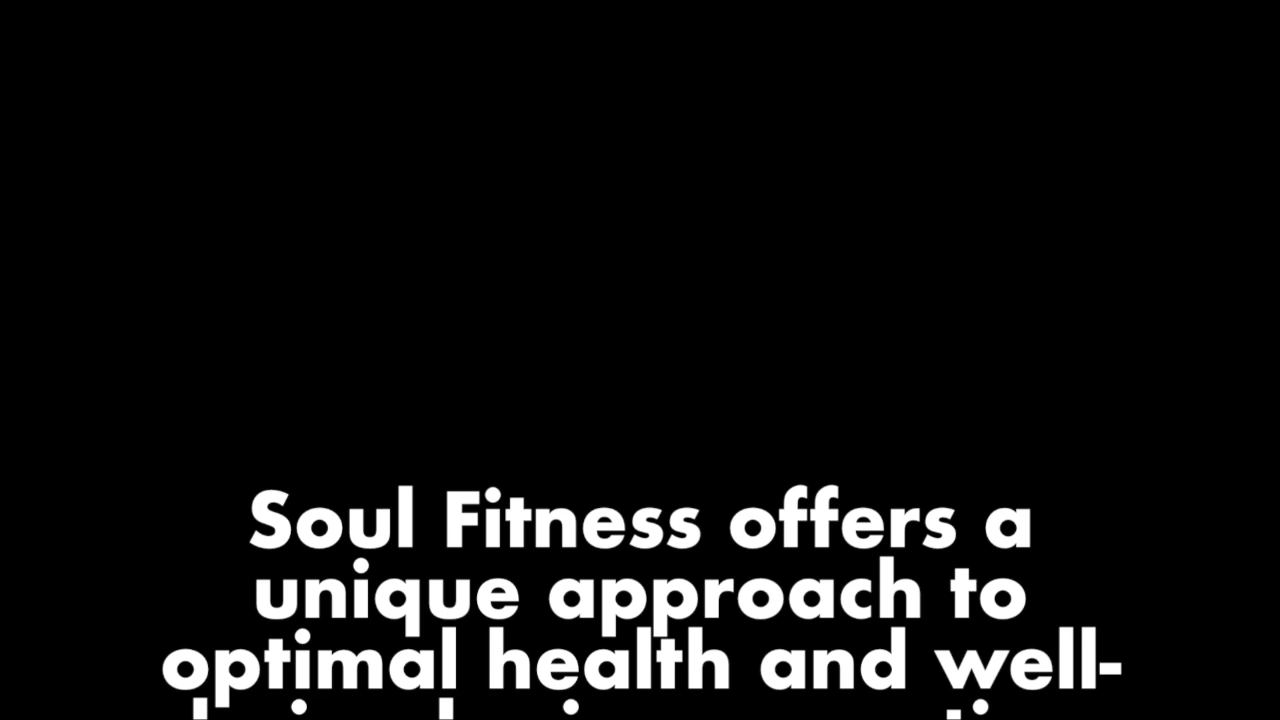 Soul Fitness offers a
unique approach to
optimal health and well-